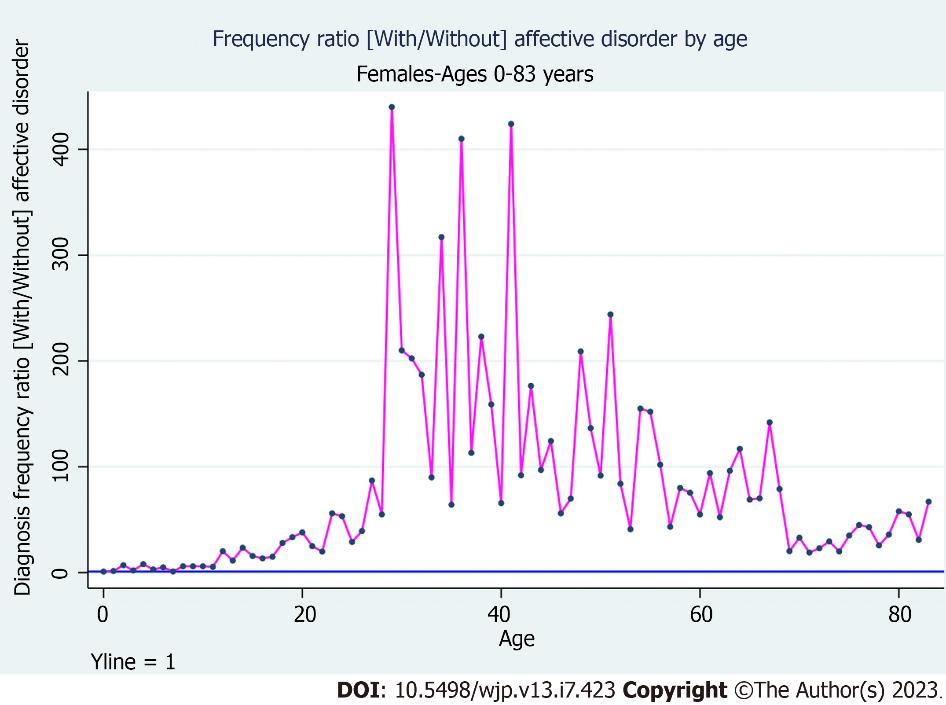 Frequency ratio [With/Without] affective disorder by age
Females-Ages 0-83 years
Diagnosis frequency ratio [With/Without] affective disorder
400
300
200
100
0
0 20 40 60 80
Age
Yline = 1
DOI: 10.5498/wjp.v13.i7.423 Copyright ©The Author(s) 2023.